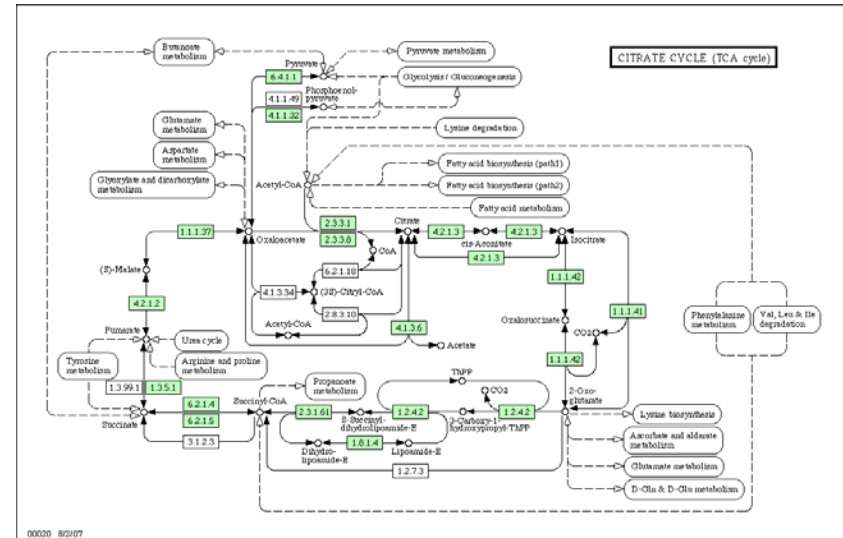 Butanoate
metabolism
Pyruvate
Pyruvate metabolism
CITRATE CYCLE (TCA cycle)
6.4.1.1
Glycolysis / Gluconeogenesis
Phosphoenol-
pyruvate
4.1.1.49
4.1.1.32
Glutamate
metabolism
Lysine degradation
Aspartate
metabolism
Fatty acid biosynthesis (path1)
Glyoxylate and dicarboxylate
metabolism
Acetyl-CoA
Fatty acid biosynthesis (path2)
Fatty acid metabolism
1.1.1.37
Oxaloacetate
2.3.3.1
2.3.3.8
Citrate
4.2.1.3
4.2.1.3
cis-Aconitate
Isocitrate
CoA
4.2.1.3
(S)-Malate
6.2.1.18
1.1.1.42
4.1.3.34
(3S)-Citryl-CoA
1.1.1.41
4.2.1.2
2.8.3.10
Oxalosuccinate
Phenylalanine
metabolism
Val, Leu & Ile
degradation
Acetyl-CoA
4.1.3.6
CO2
Fumarate
Urea cycle
Acetate
1.1.1.42
Tyrosine
metabolism
Arginine and proline
metabolism
ThPP
1.3.99.1
1.3.5.1
Propanoate
metabolism
CO2
2-Oxo-
glutarate
6.2.1.4
6.2.1.5
Succinyl-CoA
2.3.1.61
1.2.4.2
1.2.4.2
Lysine biosynthesis
Succinate
S-Succinyl-
dihydrolipoamide-E
3-Carboxy-1-
hydroxypropyl-ThPP
3.1.2.3
1.8.1.4
Ascorbate and aldarate
metabolism
Dihydro-
lipoamide-E
Lipoamide-E
Glutamate metabolism
1.2.7.3
D-Gln & D-Glu metabolism
00020 8/2/07